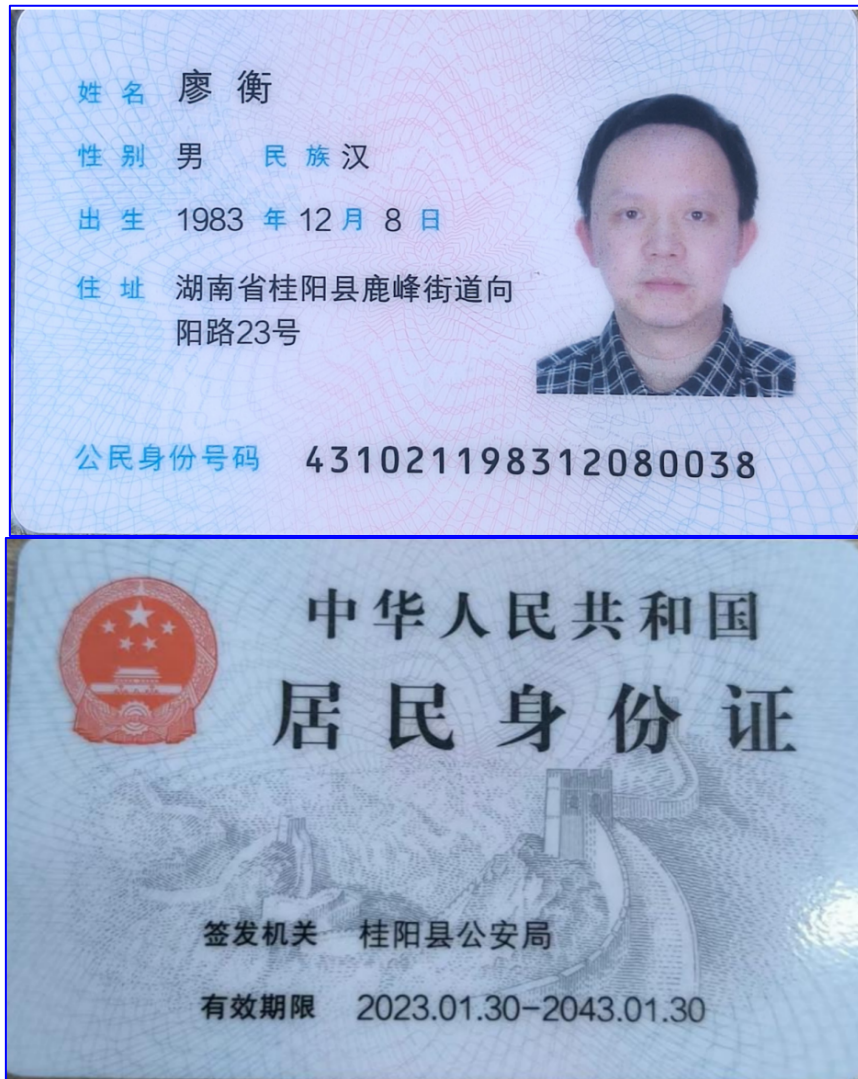 姓名 廖衡
性别 男 民族 汉
出生 1983 年 12 月 8 日
住址 湖南省桂阳县鹿峰街道向
阳路23号
公民身份号码 431021198312080038
中华人民共和国
居民身份证
签发机关 桂阳县公安局
有效期限 2023.01.30-2043.01.30